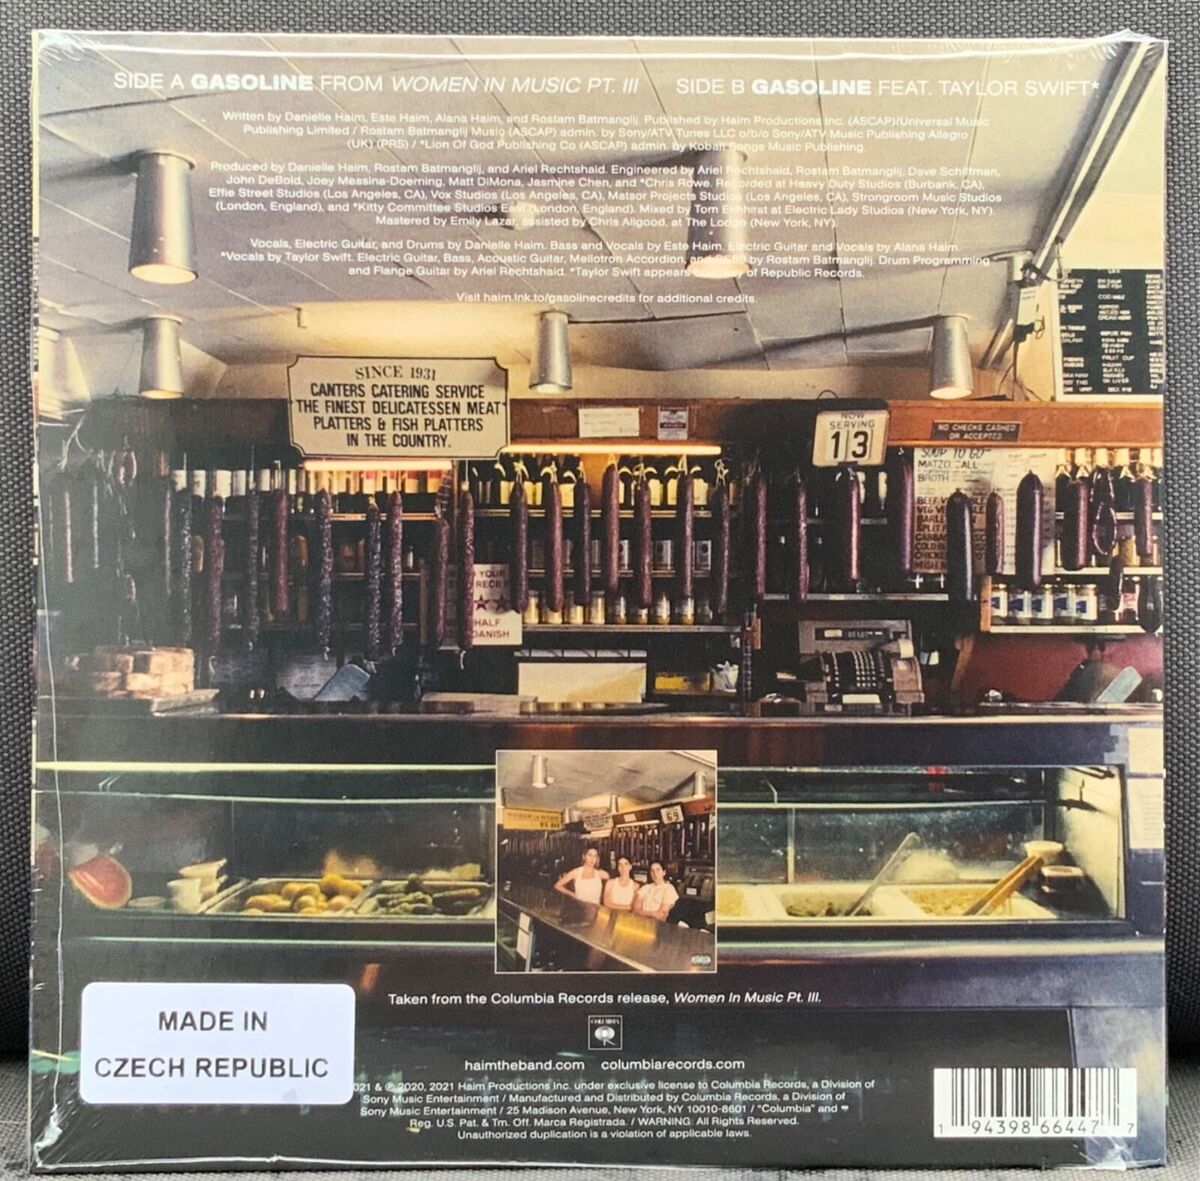 SIDE A GASOLINE FROM WOMEN IN MUSIC PT. III SIDE B GASOLINE FEAT. TAYLOR SWIFT*
Written by Danielle Haim, Este Haim, Alana Haim, and Rostam Batmanglij. Published by Haim Productions Inc. (ASCAP)/Universal Music
Publishing Limited / Rostam Batmanglij Music (ASCAP) admin. by Sony/ATV Tunes LLC o/b/o Sony/ATV Music Publishing Allegro
(UK) (PRS) / *Lion Of God Publishing Co (ASCAP) admin. by Kobalt Songs Music Publishing.
Produced by Danielle Haim, Rostam Batmanglij, and Ariel Rechtshaid. Engineered by Ariel Rechtshaid, Rostam Batmanglij, Dave Schiffman,
John DeBold, Joey Messina-Doerning, Matt DiMona, Jasmine Chen, and *Chris Rowe. Recorded at Heavy Duty Studios (Burbank, CA),
Effie Street Studios (Los Angeles, CA), Vox Studios (Los Angeles, CA), Matsor Projects Studios (Los Angeles, CA), Strongroom Music Studios
(London, England), and *Kitty Committee Studios East (London, England). Mixed by Tom Elmhirst at Electric Lady Studios (New York, NY)
Mastered by Emily Lazar, assisted by Chris Allgood, at The Lodge (New York, NY).
Vocals, Electric Guitar, and Drums by Danielle Haim. Bass and Vocals by Este Haim. Electric Guitar and Vocals by Alana Haim.
*Vocals by Taylor Swift. Electric Guitar, Bass, Acoustic Guitar, Mellotron Accordion, and CS80 by Rostam Batmanglij. Drum Programming
and Flange Guitar by Ariel Rechtshaid. *Taylor Swift appears courtesy of Republic Records.
Visit haim.lnk.to/gasolinecredits for additional credits.
SINCE 1931
CANTERS CATERING SERVICE
THE FINEST DELICATESSEN MEAT
PLATTERS & FISH PLATTERS
IN THE COUNTRY.
NOW
SERVING
13
NO CHECKS CASHED
OR ACCEPTED
SOUP TO GO
MATZO BALL
BROTH
YOUR
HALF
DANISH
69
Taken from the Columbia Records release, Women In Music Pt. III.
COLUMBIA
haimtheband.com columbiarecords.com
MADE IN
CZECH REPUBLIC
021 & ℗ 2020, 2021 Haim Productions Inc. under exclusive license to Columbia Records, a Division of
Sony Music Entertainment / Manufactured and Distributed by Columbia Records, a Division of
Sony Music Entertainment / 25 Madison Avenue, New York, NY 10010-8601 / "Columbia" and
Reg. U.S. Pat. & Tm. Off. Marca Registrada. / WARNING: All Rights Reserved.
Unauthorized duplication is a violation of applicable laws.
1 94398 66447 7